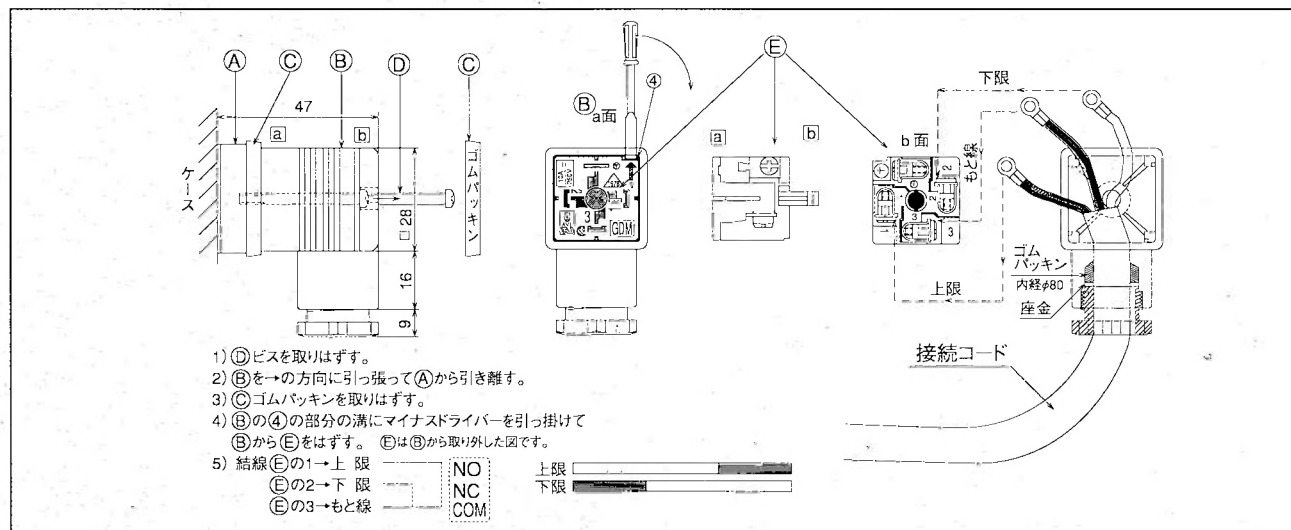 Ⓐ Ⓒ Ⓑ Ⓓ Ⓒ
47
a b
ケース
ゴムパッキン
□28
16
9
Ⓑ a面
④
10A
250V
3
GDM
Ⓔ
a b
b面
1 2 3
下限
もと線
上限
ゴム
パッキン
内経φ80
座金
接続コード
1) Ⓓビスを取りはずす。
2) Ⓑを→の方向に引っ張ってⒶから引き離す。
3) Ⓒゴムパッキンを取りはずす。
4) Ⓑの④の部分の溝にマイナスドライバーを引っ掛けて
ⒷからⒺをはずす。 ⒺはⒷから取り外した図です。
5) 結線Ⓔの1→上 限 NO
Ⓔの2→下 限 NC
Ⓔの3→もと線 COM
上限
下限